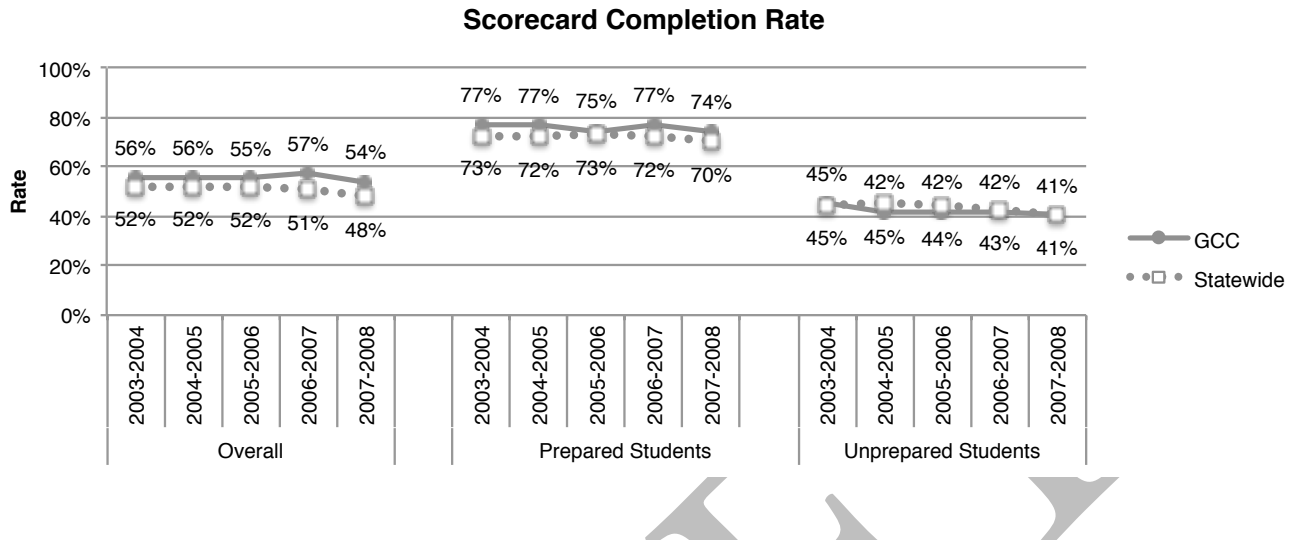 Scorecard Completion Rate
100%
80%
60%
40%
20%
0%
Rate
56% 56% 55% 57% 54%
52% 52% 52% 51% 48%
77% 77% 75% 77% 74%
73% 72% 73% 72% 70%
45% 42% 42% 42% 41%
45% 45% 44% 43% 41%
GCC
Statewide
2003-2004
2004-2005
2005-2006
2006-2007
2007-2008
2003-2004
2004-2005
2005-2006
2006-2007
2007-2008
2003-2004
2004-2005
2005-2006
2006-2007
2007-2008
Overall
Prepared Students
Unprepared Students